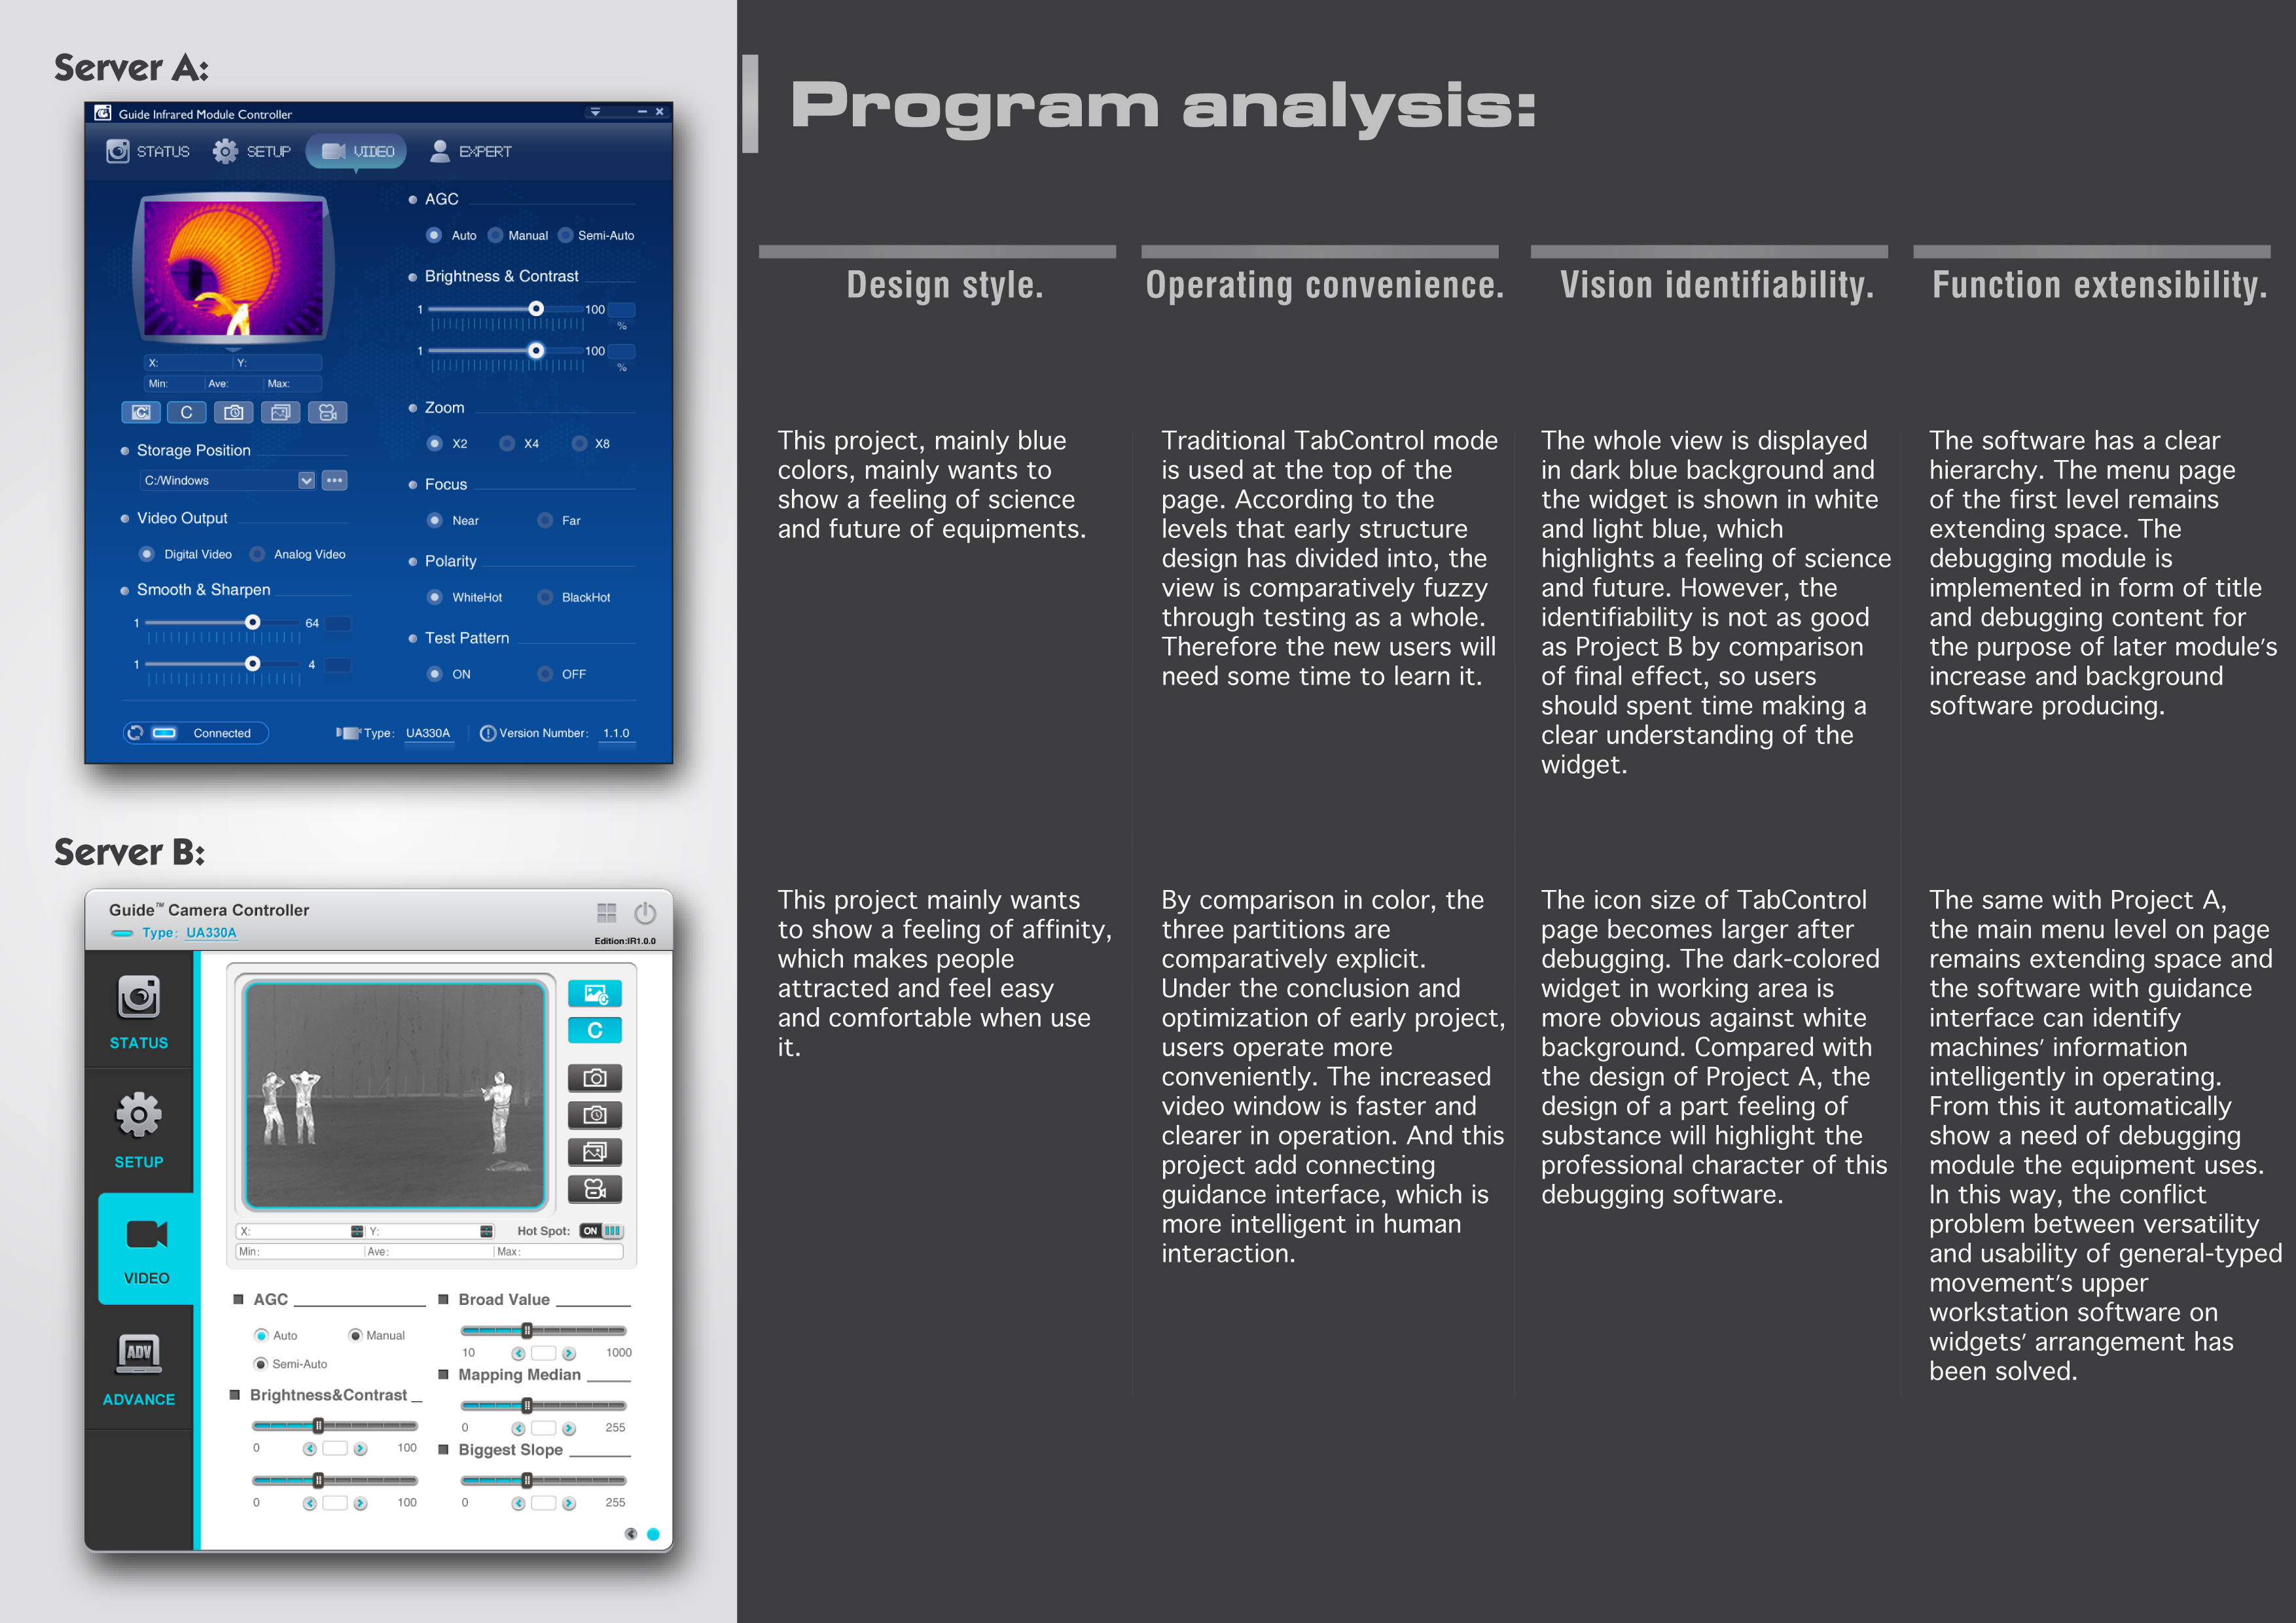 Server A:
Guide Infrared Module Controller
STATUS SETUP VIDEO EXPERT
X: Y:
Min: Ave: Max:
C
Storage Position
C:/Windows
Video Output
Digital Video Analog Video
Smooth & Sharpen
1 64
1 4
AGC
Auto Manual Semi-Auto
Brightness & Contrast
1 100
%
1 100
%
Zoom
X2 X4 X8
Focus
Near Far
Polarity
WhiteHot BlackHot
Test Pattern
ON OFF
Connected Type: UA330A Version Number: 1.1.0
Server B:
Guide™ Camera Controller
Type: UA330A
Edition:IR1.0.0
STATUS
SETUP
VIDEO
ADV
ADVANCE
C
X: Y: Hot Spot: ON
Min: Ave: Max:
AGC
Auto Manual
Semi-Auto
Brightness&Contrast
0 100
0 100
Broad Value
10 1000
Mapping Median
0 255
Biggest Slope
0 255
Program analysis:
Design style.
Operating convenience.
Vision identifiability.
Function extensibility.
This project, mainly blue
colors, mainly wants to
show a feeling of science
and future of equipments.
Traditional TabControl mode
is used at the top of the
page. According to the
levels that early structure
design has divided into, the
view is comparatively fuzzy
through testing as a whole.
Therefore the new users will
need some time to learn it.
The whole view is displayed
in dark blue background and
the widget is shown in white
and light blue, which
highlights a feeling of science
and future. However, the
identifiability is not as good
as Project B by comparison
of final effect, so users
should spent time making a
clear understanding of the
widget.
The software has a clear
hierarchy. The menu page
of the first level remains
extending space. The
debugging module is
implemented in form of title
and debugging content for
the purpose of later module's
increase and background
software producing.
This project mainly wants
to show a feeling of affinity,
which makes people
attracted and feel easy
and comfortable when use
it.
By comparison in color, the
three partitions are
comparatively explicit.
Under the conclusion and
optimization of early project,
users operate more
conveniently. The increased
video window is faster and
clearer in operation. And this
project add connecting
guidance interface, which is
more intelligent in human
interaction.
The icon size of TabControl
page becomes larger after
debugging. The dark-colored
widget in working area is
more obvious against white
background. Compared with
the design of Project A, the
design of a part feeling of
substance will highlight the
professional character of this
debugging software.
The same with Project A,
the main menu level on page
remains extending space and
the software with guidance
interface can identify
machines' information
intelligently in operating.
From this it automatically
show a need of debugging
module the equipment uses.
In this way, the conflict
problem between versatility
and usability of general-typed
movement's upper
workstation software on
widgets' arrangement has
been solved.